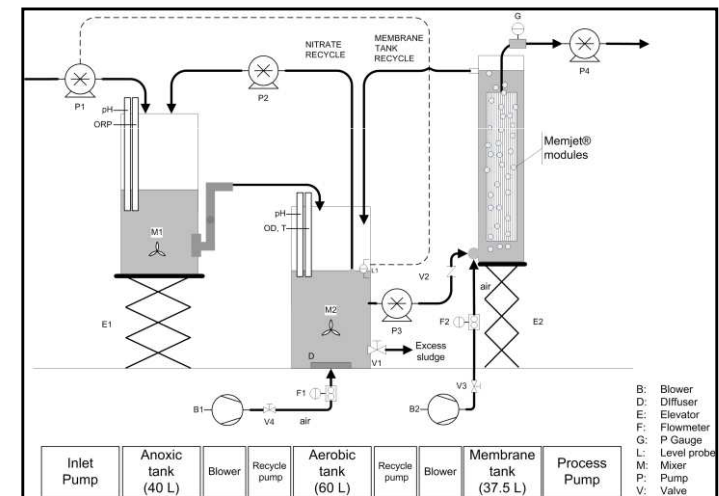 G
P1
NITRATE
RECYCLE
P2
MEMBRANE
TANK
RECYCLE
P4
pH
ORP
Memjet®
modules
M1
pH
OD, T
L1
V2
air
M2
P3
F2
E1
E2
Excess
sludge
D
V1
F1
B1
V4
air
B2
V3
B: Blower
D: DIffuser
E: Elevator
F: Flowmeter
G: P Gauge
L: Level probe
M: Mixer
P: Pump
V: Valve
Inlet
Pump
Anoxic
tank
(40 L)
Blower
Recycle
pump
Aerobic
tank
(60 L)
Recycle
pump
Blower
Membrane
tank
(37.5 L)
Process
Pump